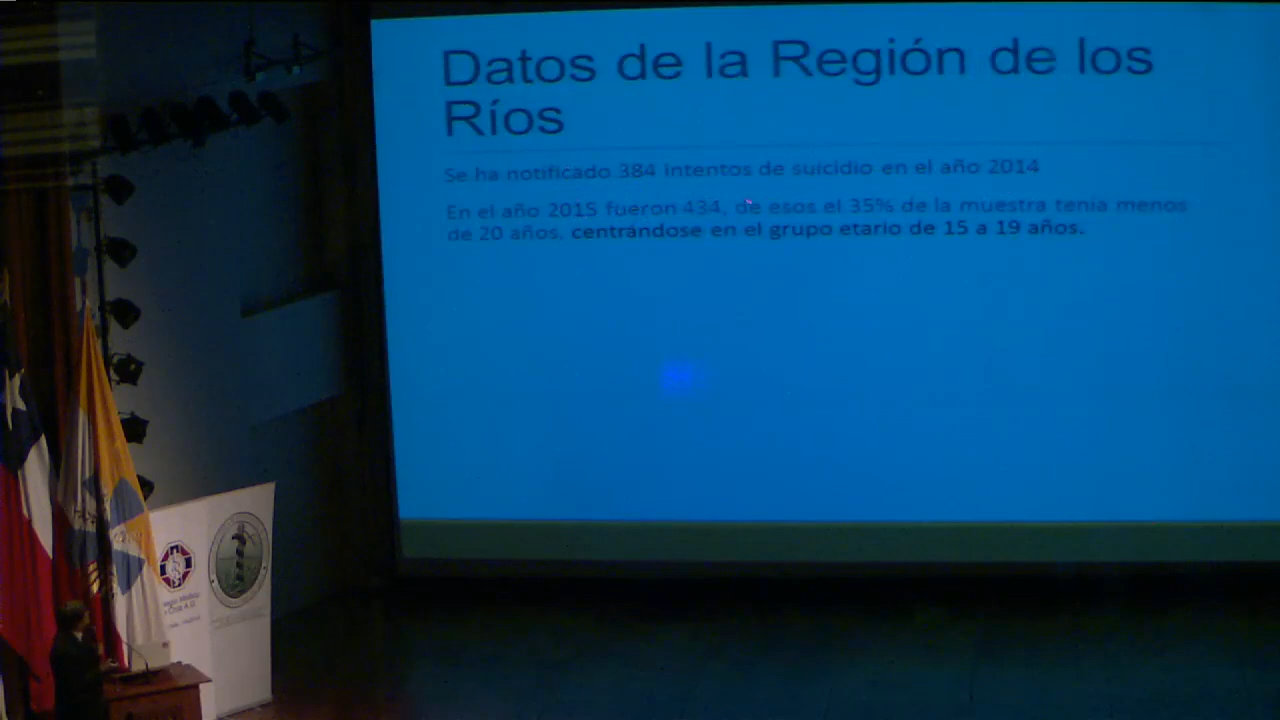 Datos de la Región de los
Ríos
Se ha notificado 384 Intentos de suicidio en el año 2014
En el año 2015 fueron 434, de esos el 35% de la muestra tenia menos
de 20 años, centrándose en el grupo etario de 15 a 19 años.